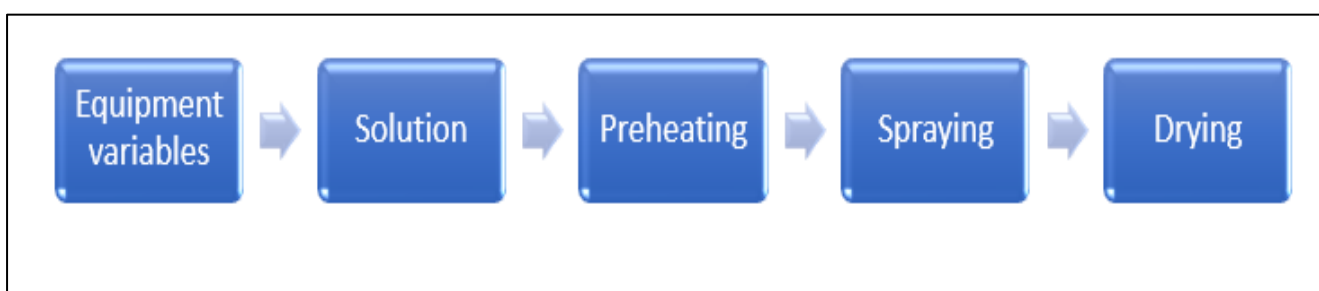 Equipment
variables
Solution
Preheating
Spraying
Drying